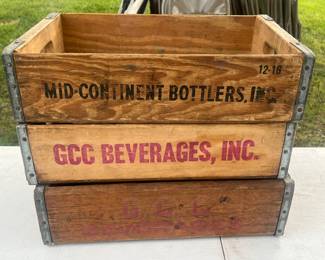 12-16
MID-CONTINENT BOTTLERS, INC.
GCC BEVERAGES, INC.